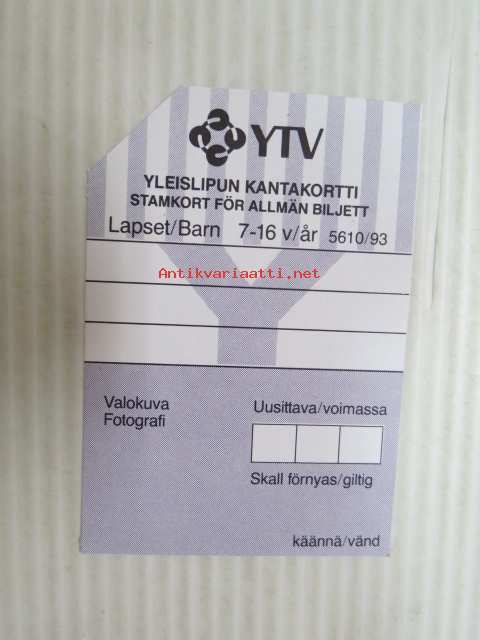 YTV
YLEISLIPUN KANTAKORTTI
STAMKORT FÖR ALLMÄN BILJETT
Lapset/Barn 7-16 v/år 5610/93
Antikvariaatti.net
Valokuva
Fotografi
Uusittava/voimassa
Skall förnyas/giltig
käännä/vänd